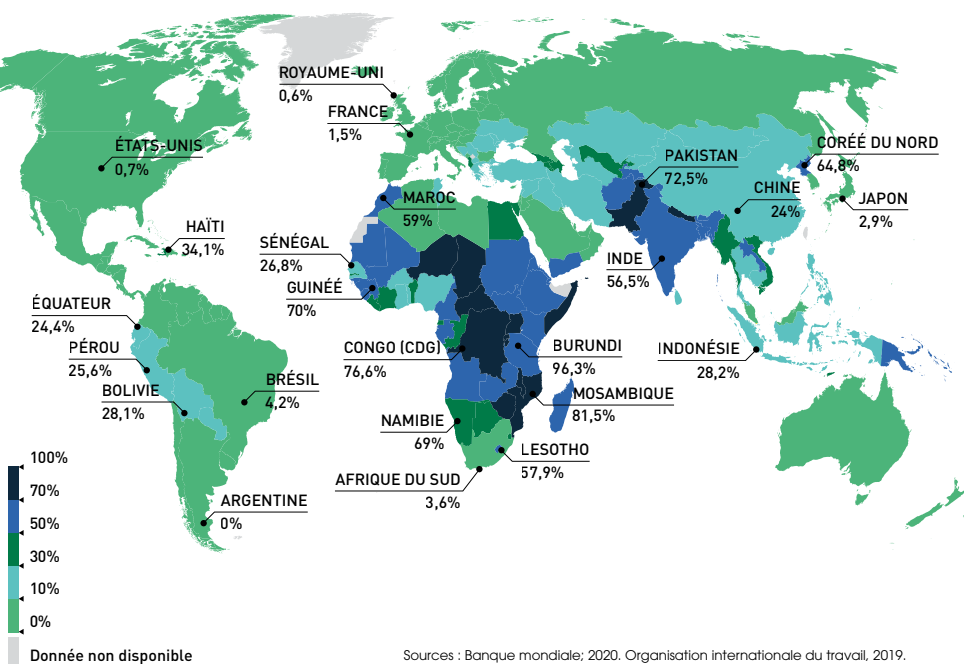 ROYAUME-UNI
0,6%
FRANCE
1,5%
ÉTATS-UNIS
0,7%
CORÉÉ DU NORD
64,8%
PAKISTAN
72,5%
CHINE
24%
JAPON
2,9%
MAROC
59%
HAÏTI
34,1%
SÉNÉGAL
26,8%
INDE
56,5%
GUINÉÉ
70%
ÉQUATEUR
24,4%
PÉROU
25,6%
CONGO (CDG)
76,6%
BURUNDI
96,3%
INDONÉSIE
28,2%
BOLIVIE
28,1%
BRÉSIL
4,2%
MOSAMBIQUE
81,5%
NAMIBIE
69%
LESOTHO
57,9%
AFRIQUE DU SUD
3,6%
ARGENTINE
0%
100%
70%
50%
30%
10%
0%
Donnée non disponible
Sources : Banque mondiale; 2020. Organisation internationale du travail, 2019.